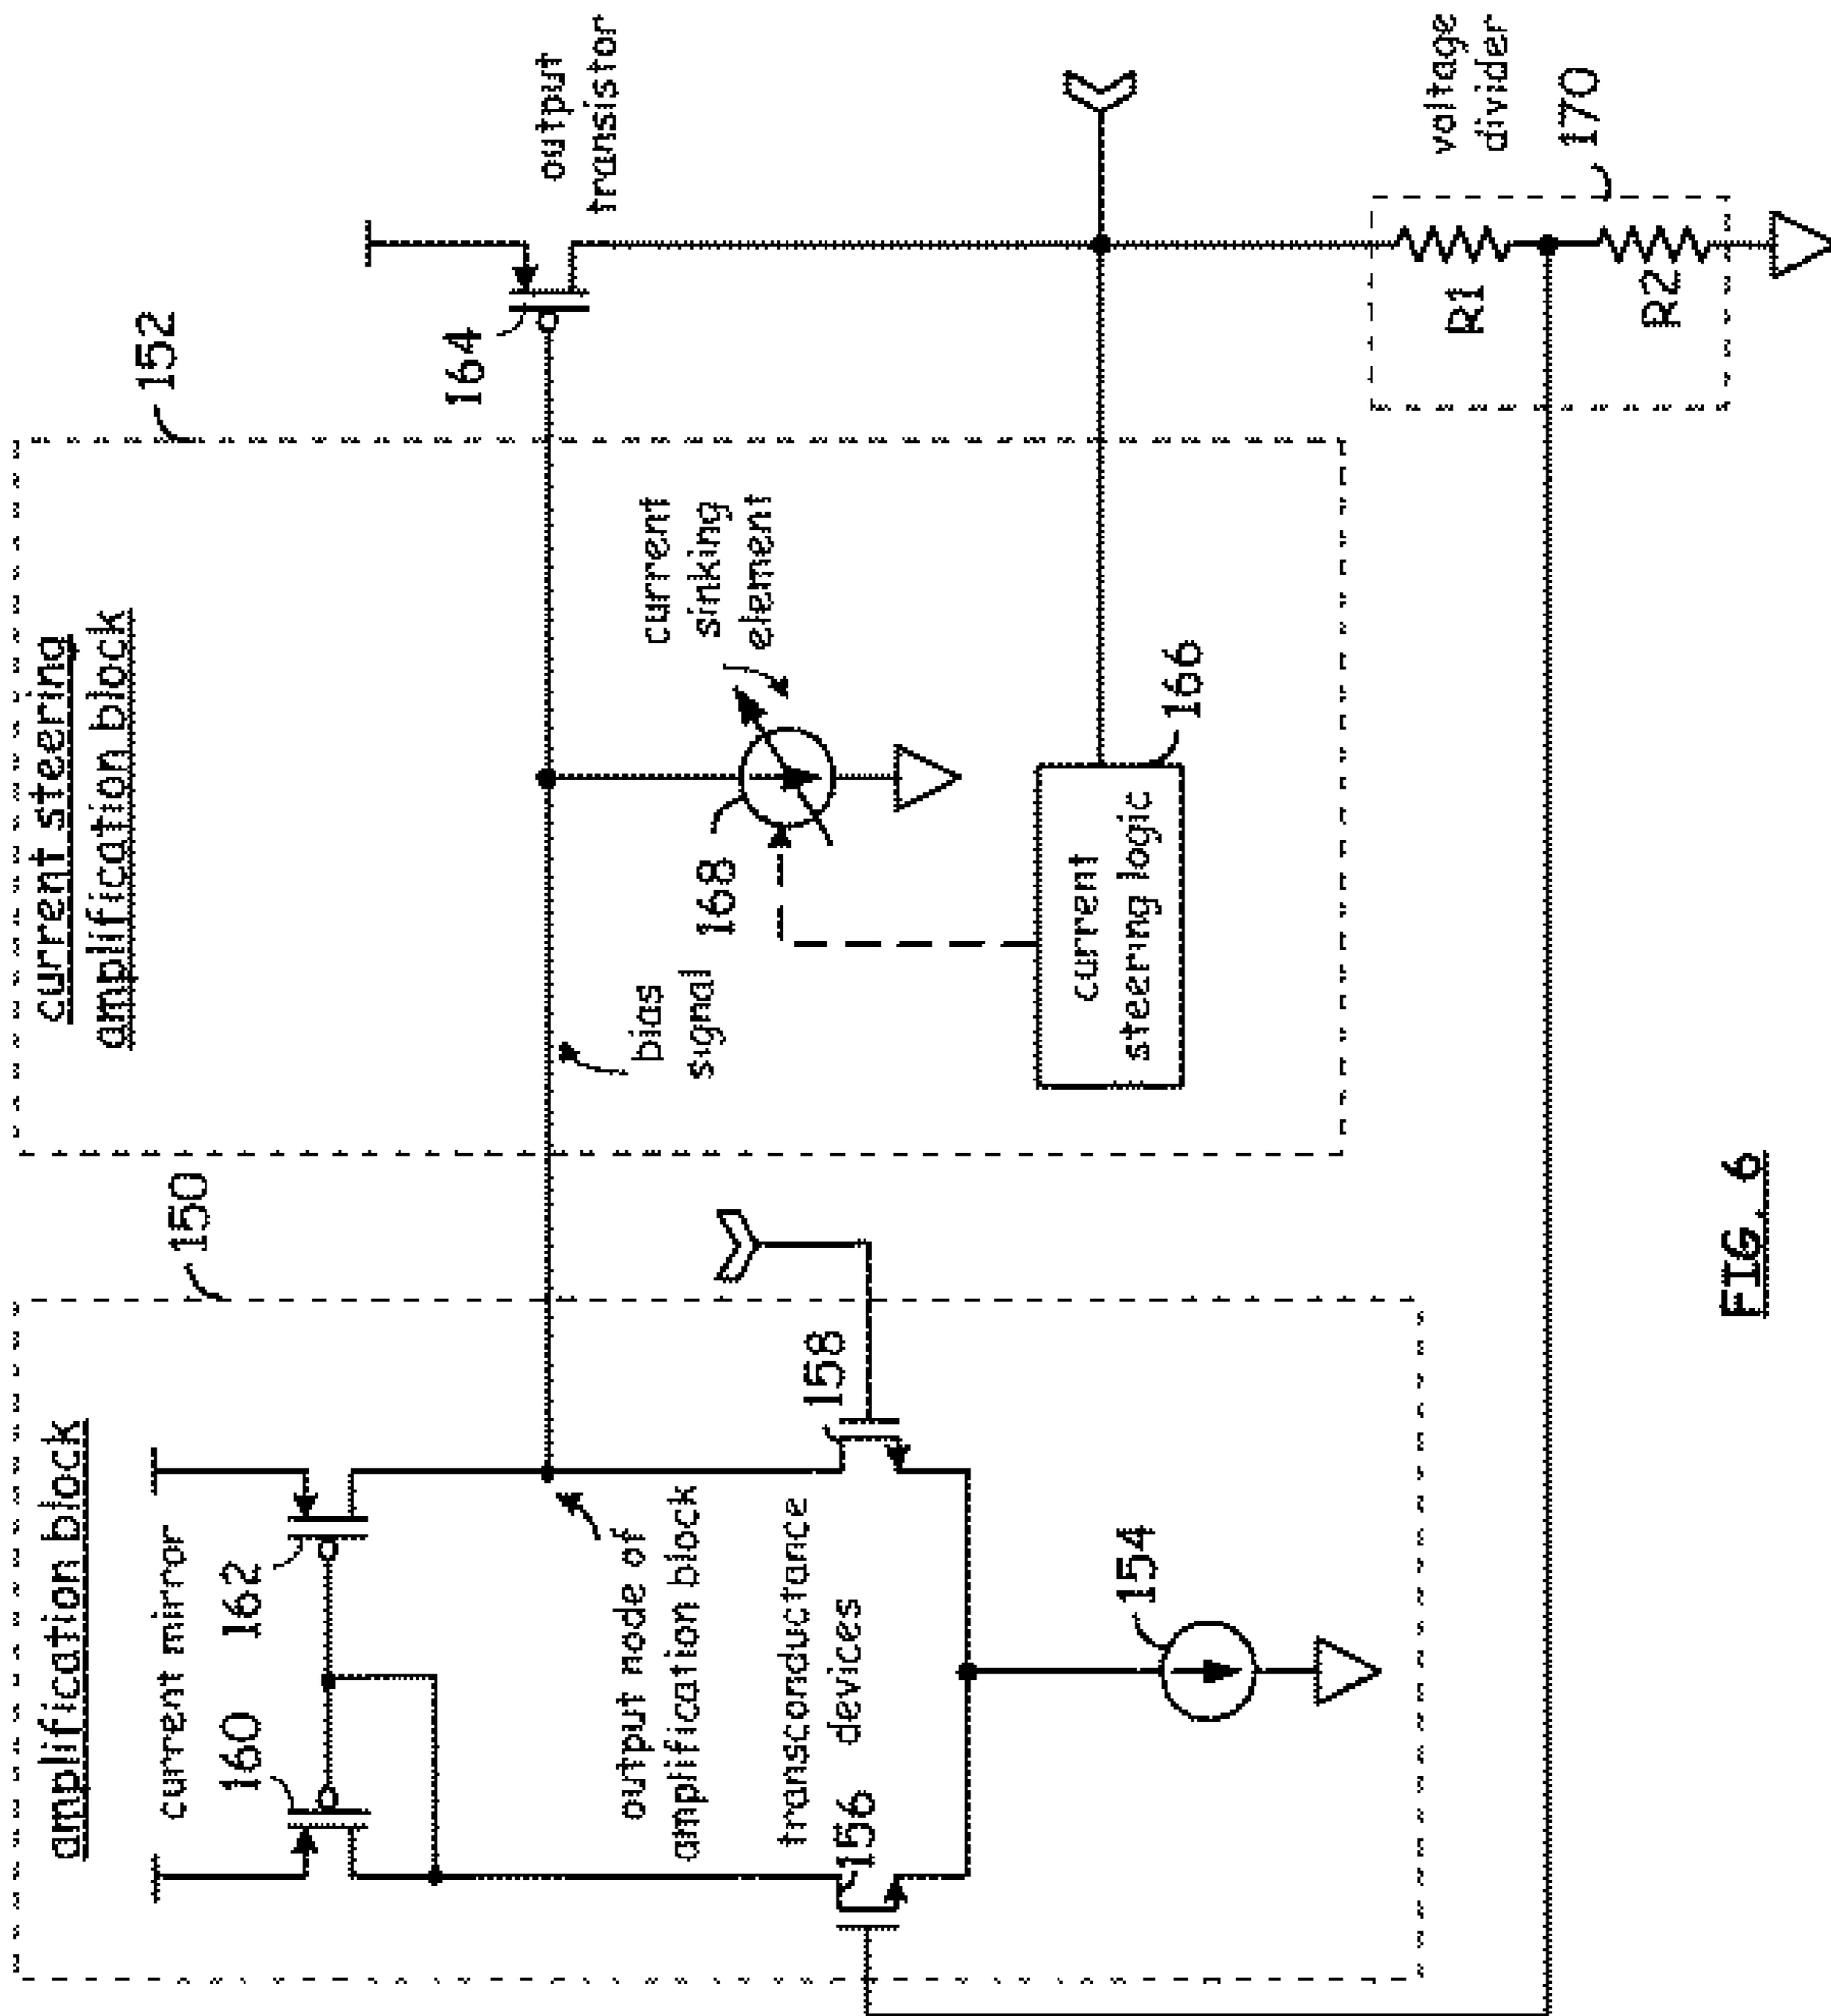 amplification block
150
current mirror
160
162
output node of
amplification block
transconductance
devices
156
158
154
current steering
amplification block
152
bias
signal
168
current
sinking
element
current
steering logic
166
164
output
transistor
voltage
divider
170
R1
R2
FIG. 6